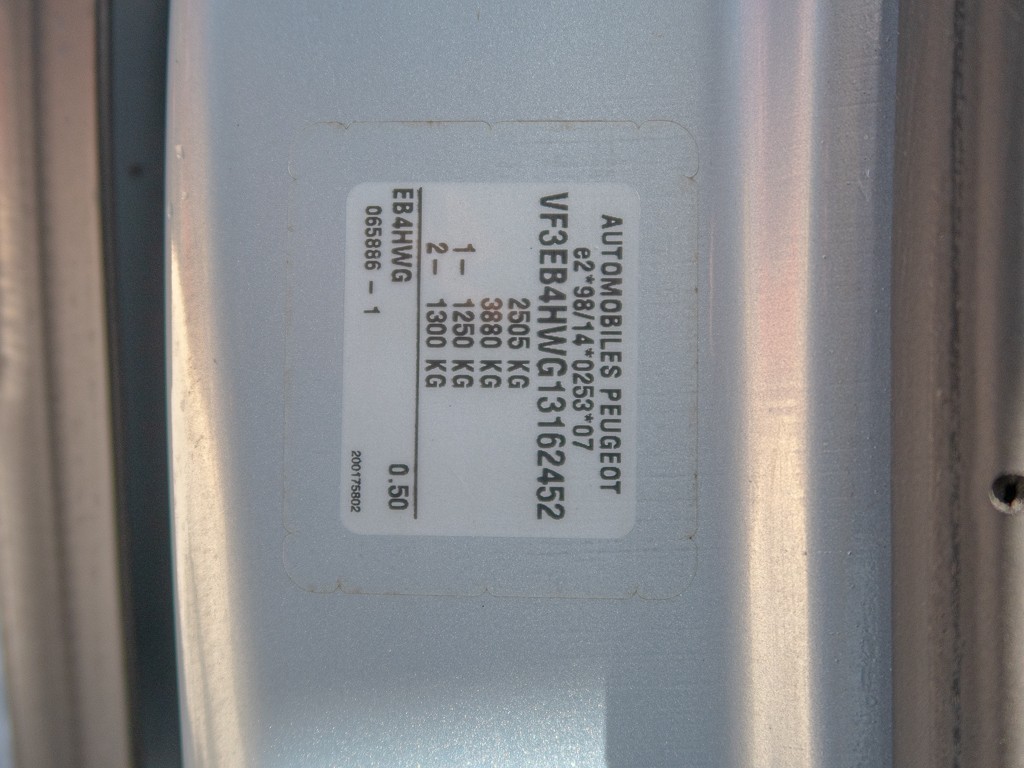 AUTOMOBILES PEUGEOT
e2*98/14*0253*07
VF3EB4HWG13162452
2505 KG
3880 KG
1- 1250 KG
2- 1300 KG
EB4HWG 0.50
065886-1 200175802